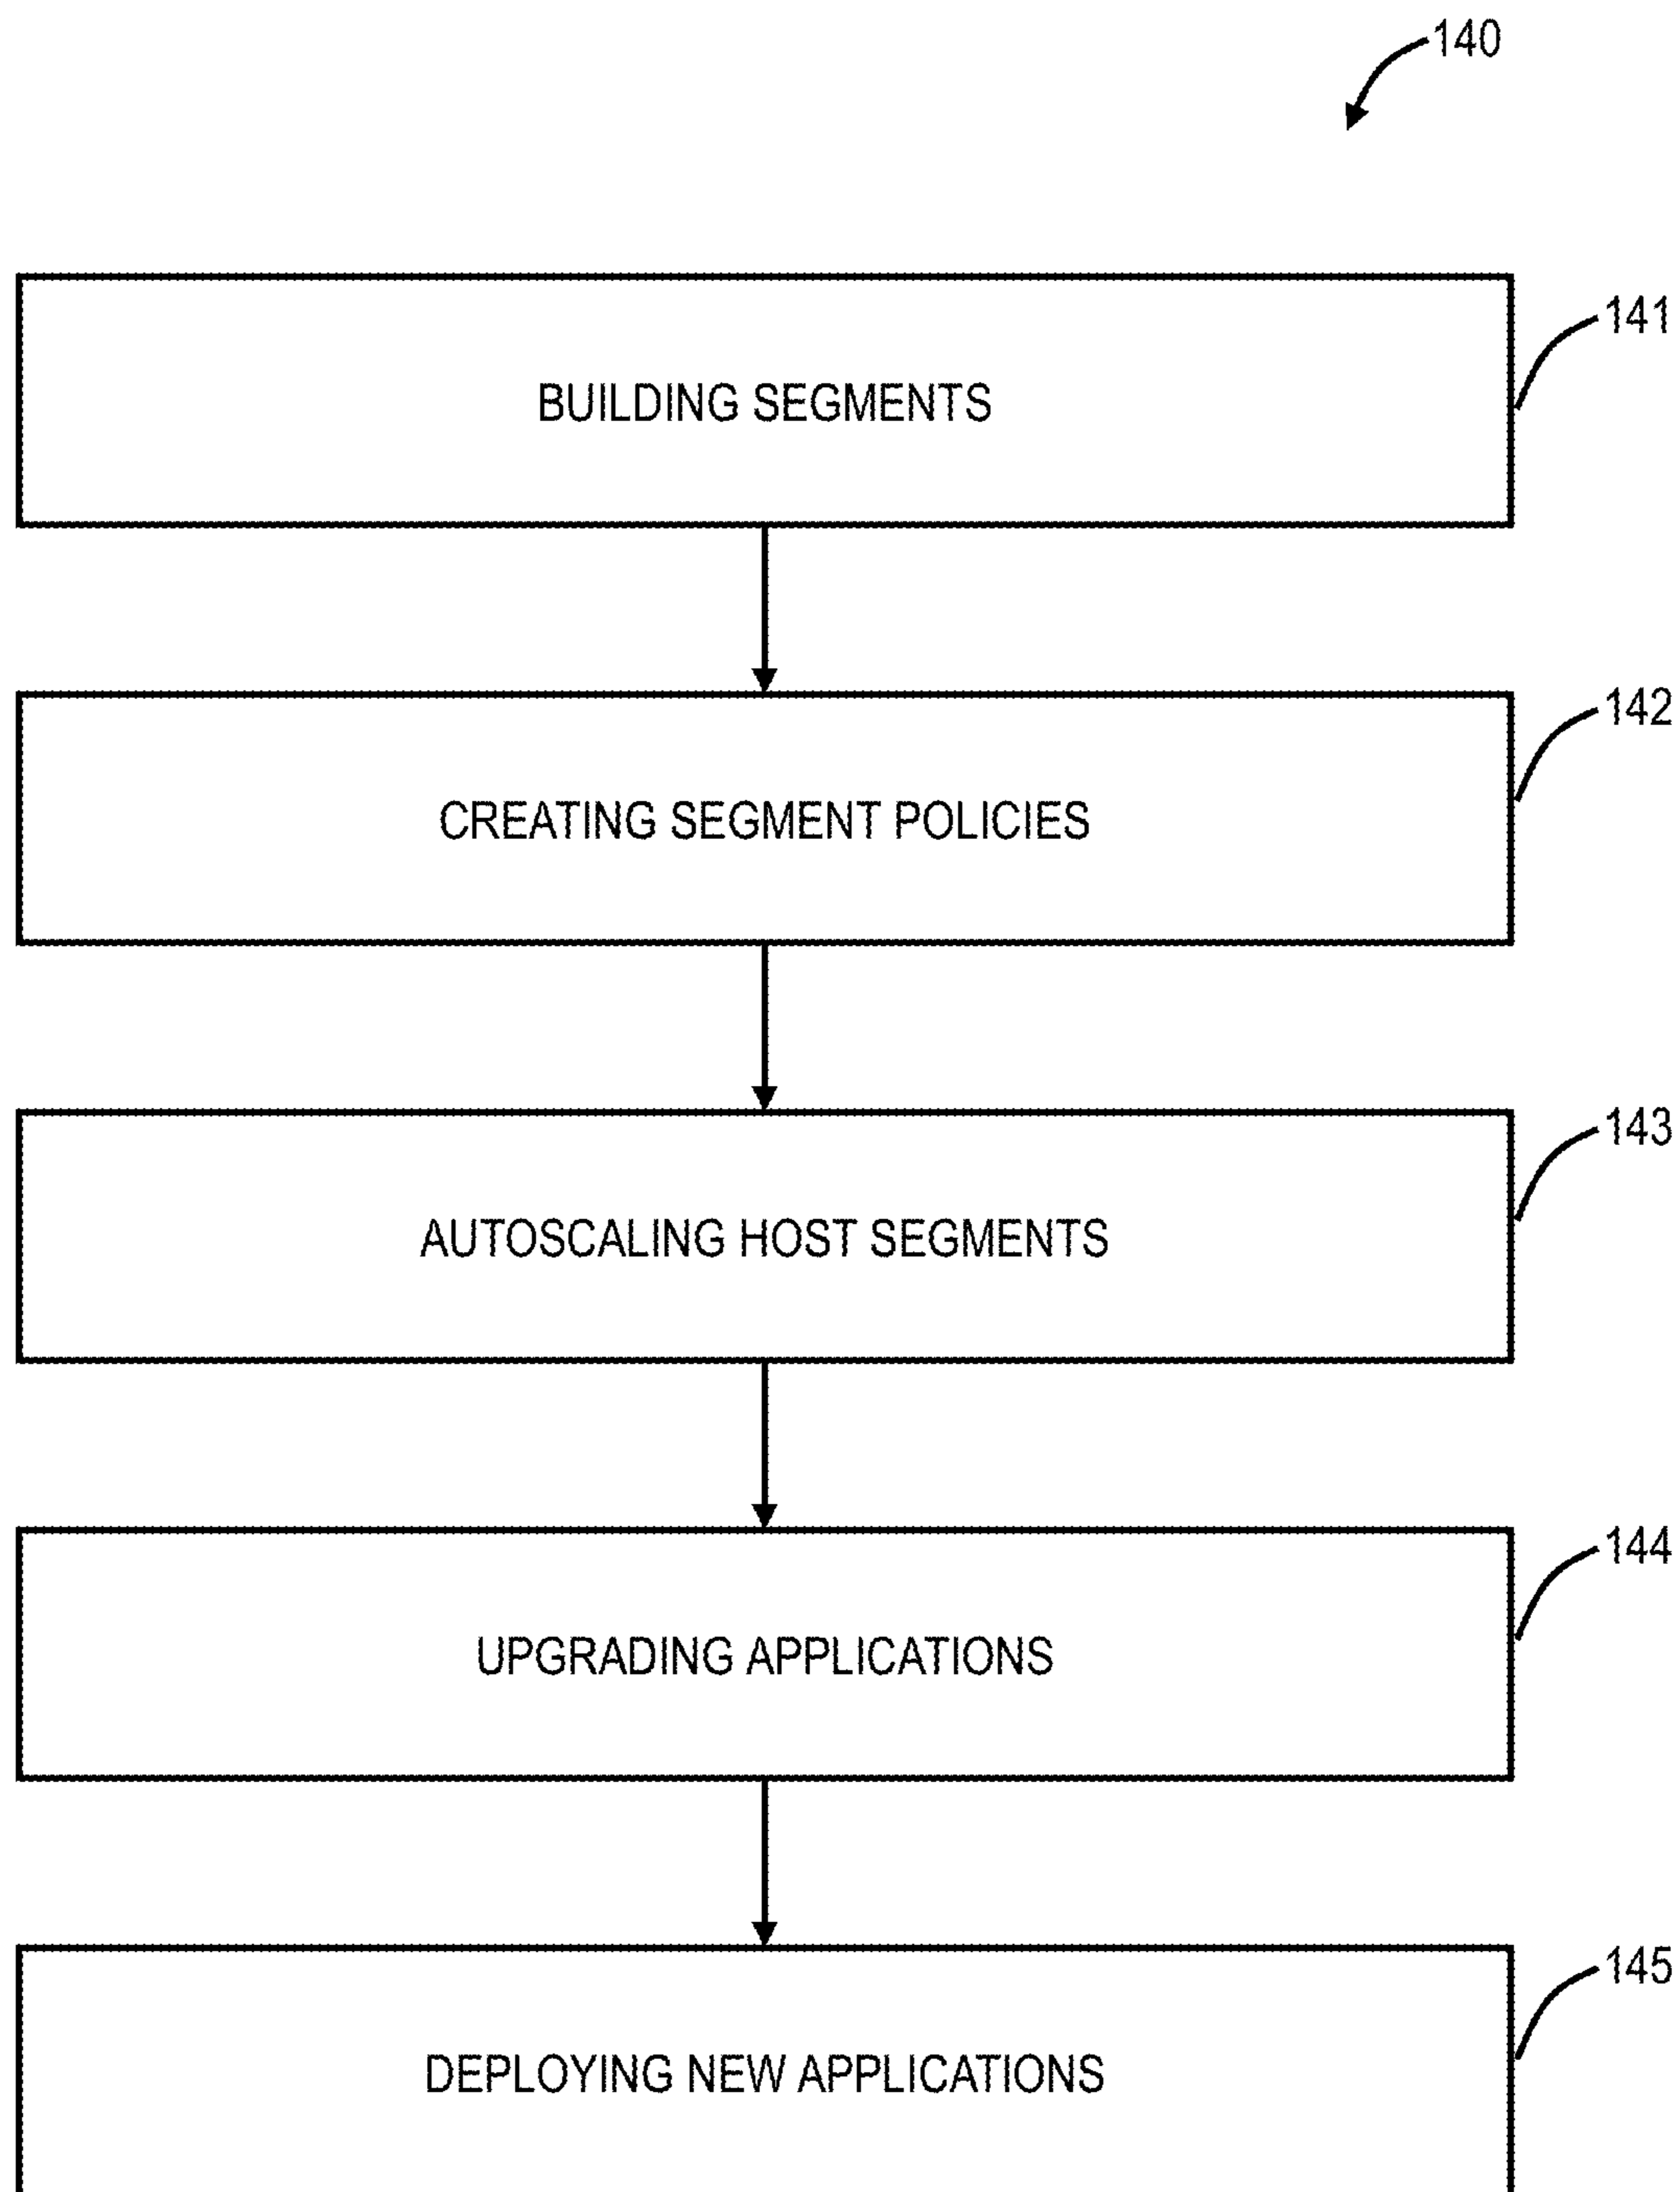 140
BUILDING SEGMENTS
141
CREATING SEGMENT POLICIES
142
AUTOSCALING HOST SEGMENTS
143
UPGRADING APPLICATIONS
144
DEPLOYING NEW APPLICATIONS
145